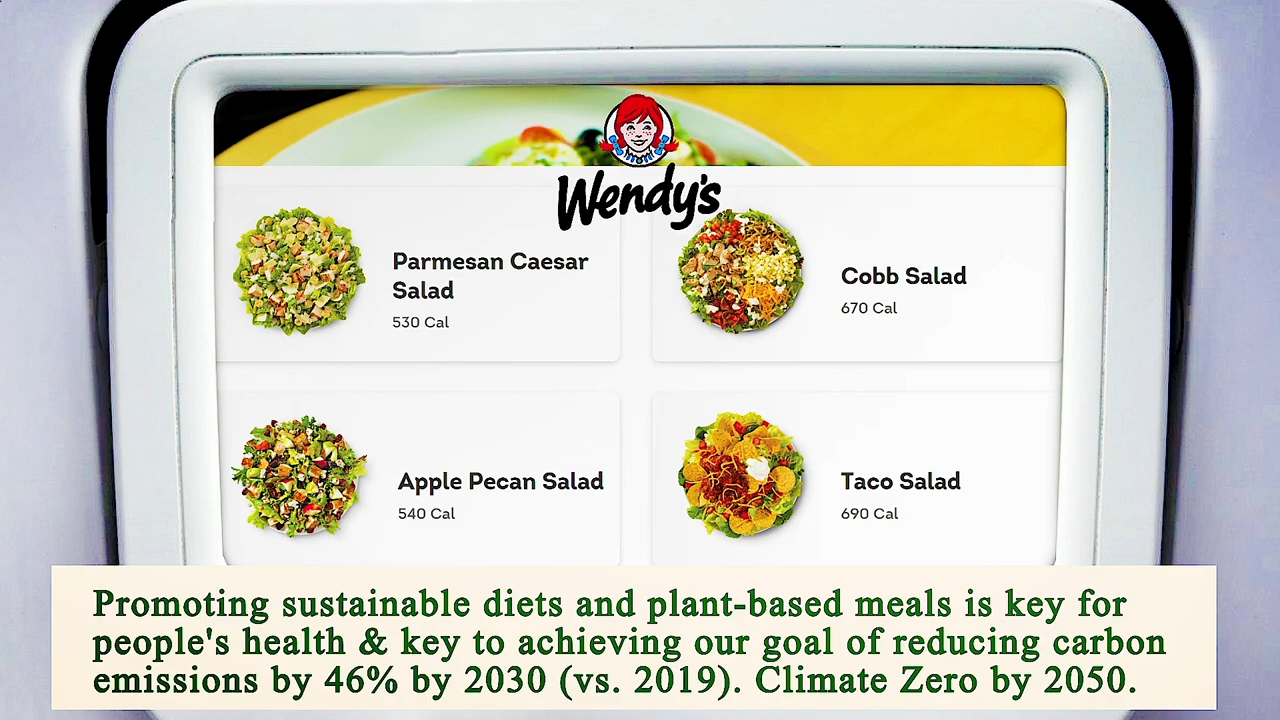 Wendy's
Parmesan Caesar
Salad
530 Cal
Cobb Salad
670 Cal
Apple Pecan Salad
540 Cal
Taco Salad
690 Cal
Promoting sustainable diets and plant-based meals is key for
people's health & key to achieving our goal of reducing carbon
emissions by 46% by 2030 (vs. 2019). Climate Zero by 2050.